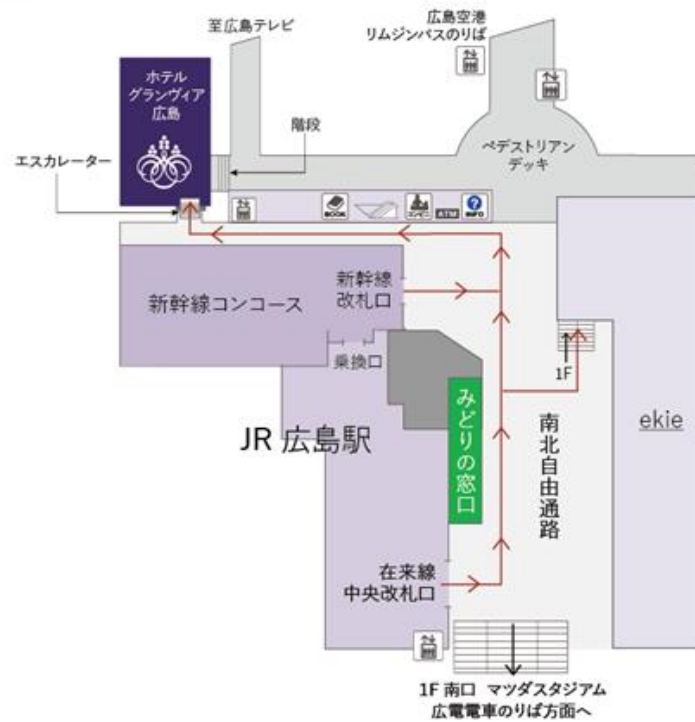 至広島テレビ
広島空港
リムジンバスのりば
ホテル
グランヴィア
広島
階段
ペデストリアン
デッキ
エスカレーター
BOOK
コンビニ
ATM
?
INFO
新幹線コンコース
新幹線
改札口
乗換口
1F
みどりの窓口
JR 広島駅
南北自由通路
ekie
在来線
中央改札口
1F 南口 マツダスタジアム
広電電車のりば方面へ